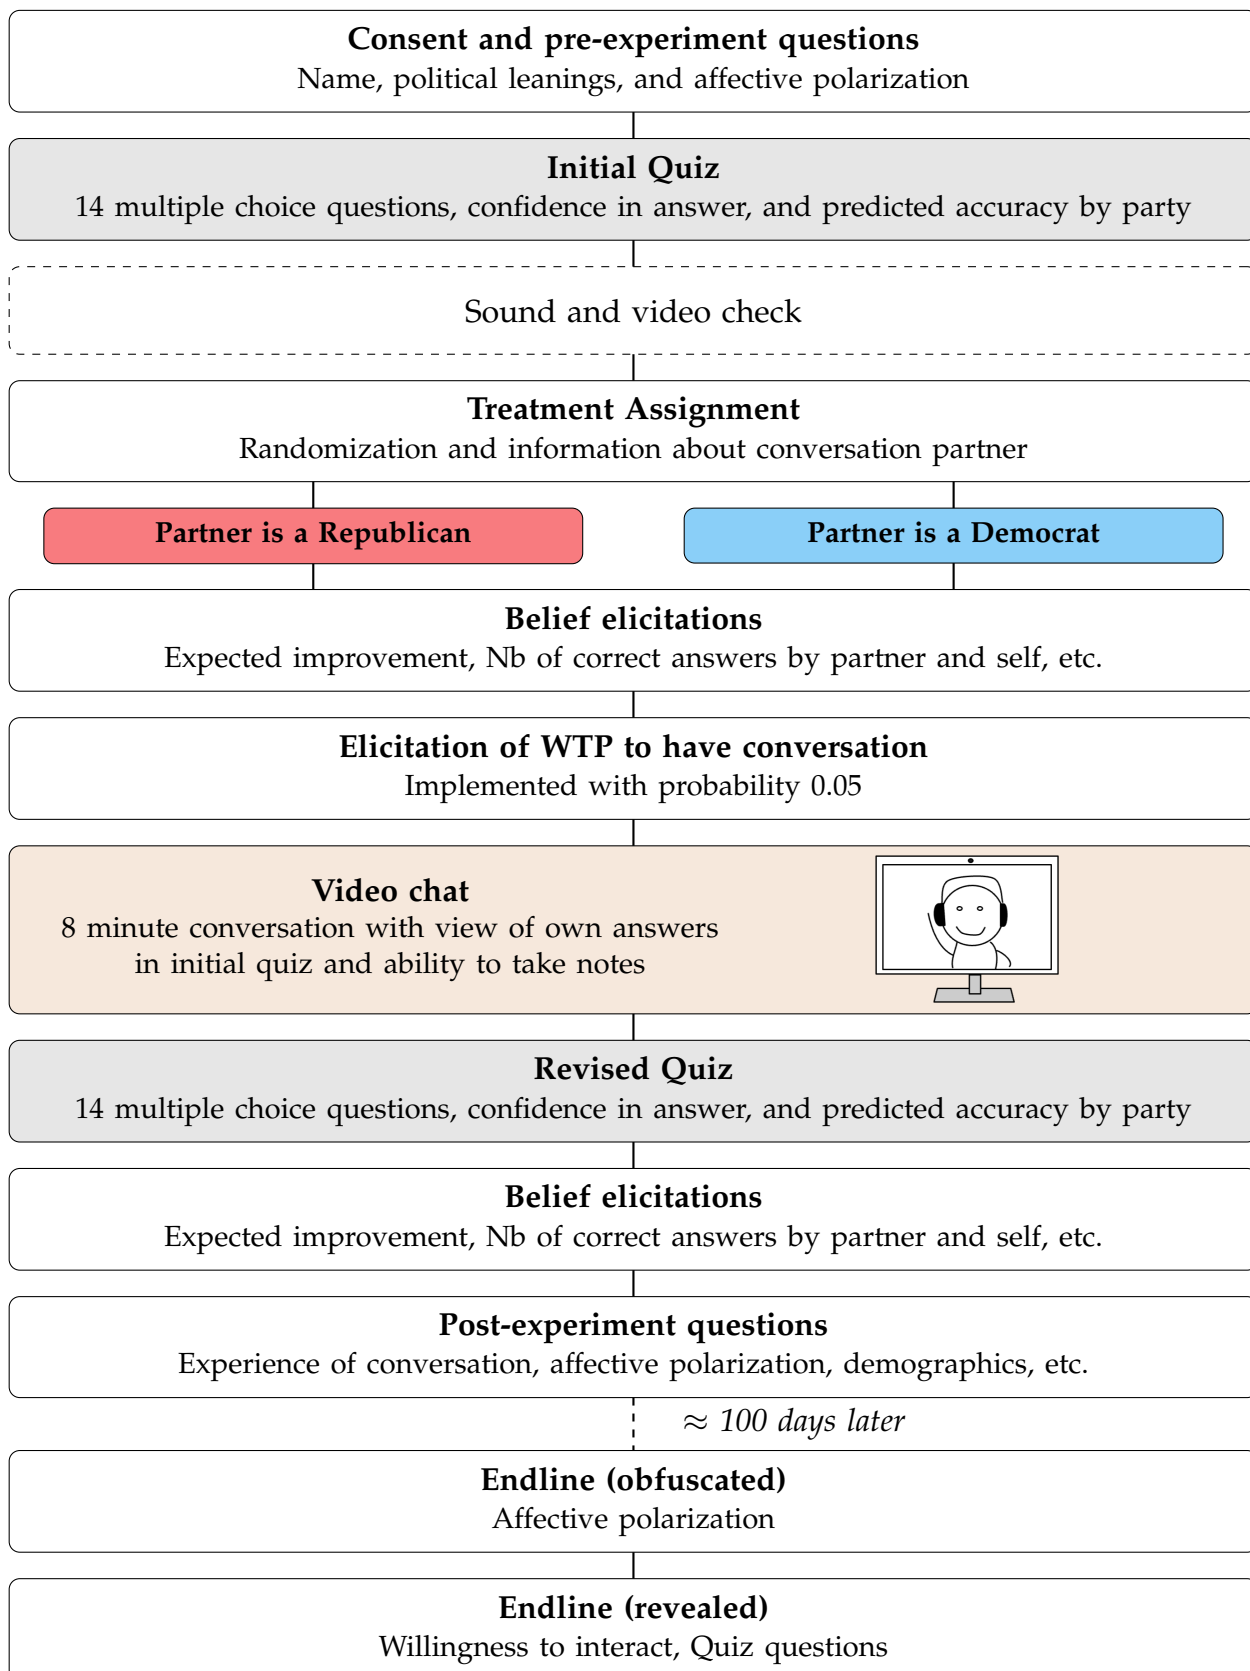 Consent and pre-experiment questions
Name, political leanings, and affective polarization
Initial Quiz
14 multiple choice questions, confidence in answer, and predicted accuracy by party
Sound and video check
Treatment Assignment
Randomization and information about conversation partner
Partner is a Republican
Partner is a Democrat
Belief elicitations
Expected improvement, Nb of correct answers by partner and self, etc.
Elicitation of WTP to have conversation
Implemented with probability 0.05
Video chat
8 minute conversation with view of own answers
in initial quiz and ability to take notes
Revised Quiz
14 multiple choice questions, confidence in answer, and predicted accuracy by party
Belief elicitations
Expected improvement, Nb of correct answers by partner and self, etc.
Post-experiment questions
Experience of conversation, affective polarization, demographics, etc.
≈ 100 days later
Endline (obfuscated)
Affective polarization
Endline (revealed)
Willingness to interact, Quiz questions